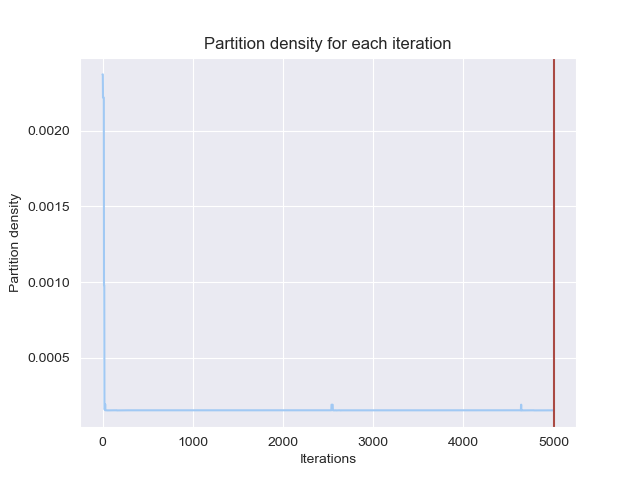 Partition density for each iteration
0.0020
0.0015
0.0010
0.0005
Partition density
0 1000 2000 3000 4000 5000
Iterations